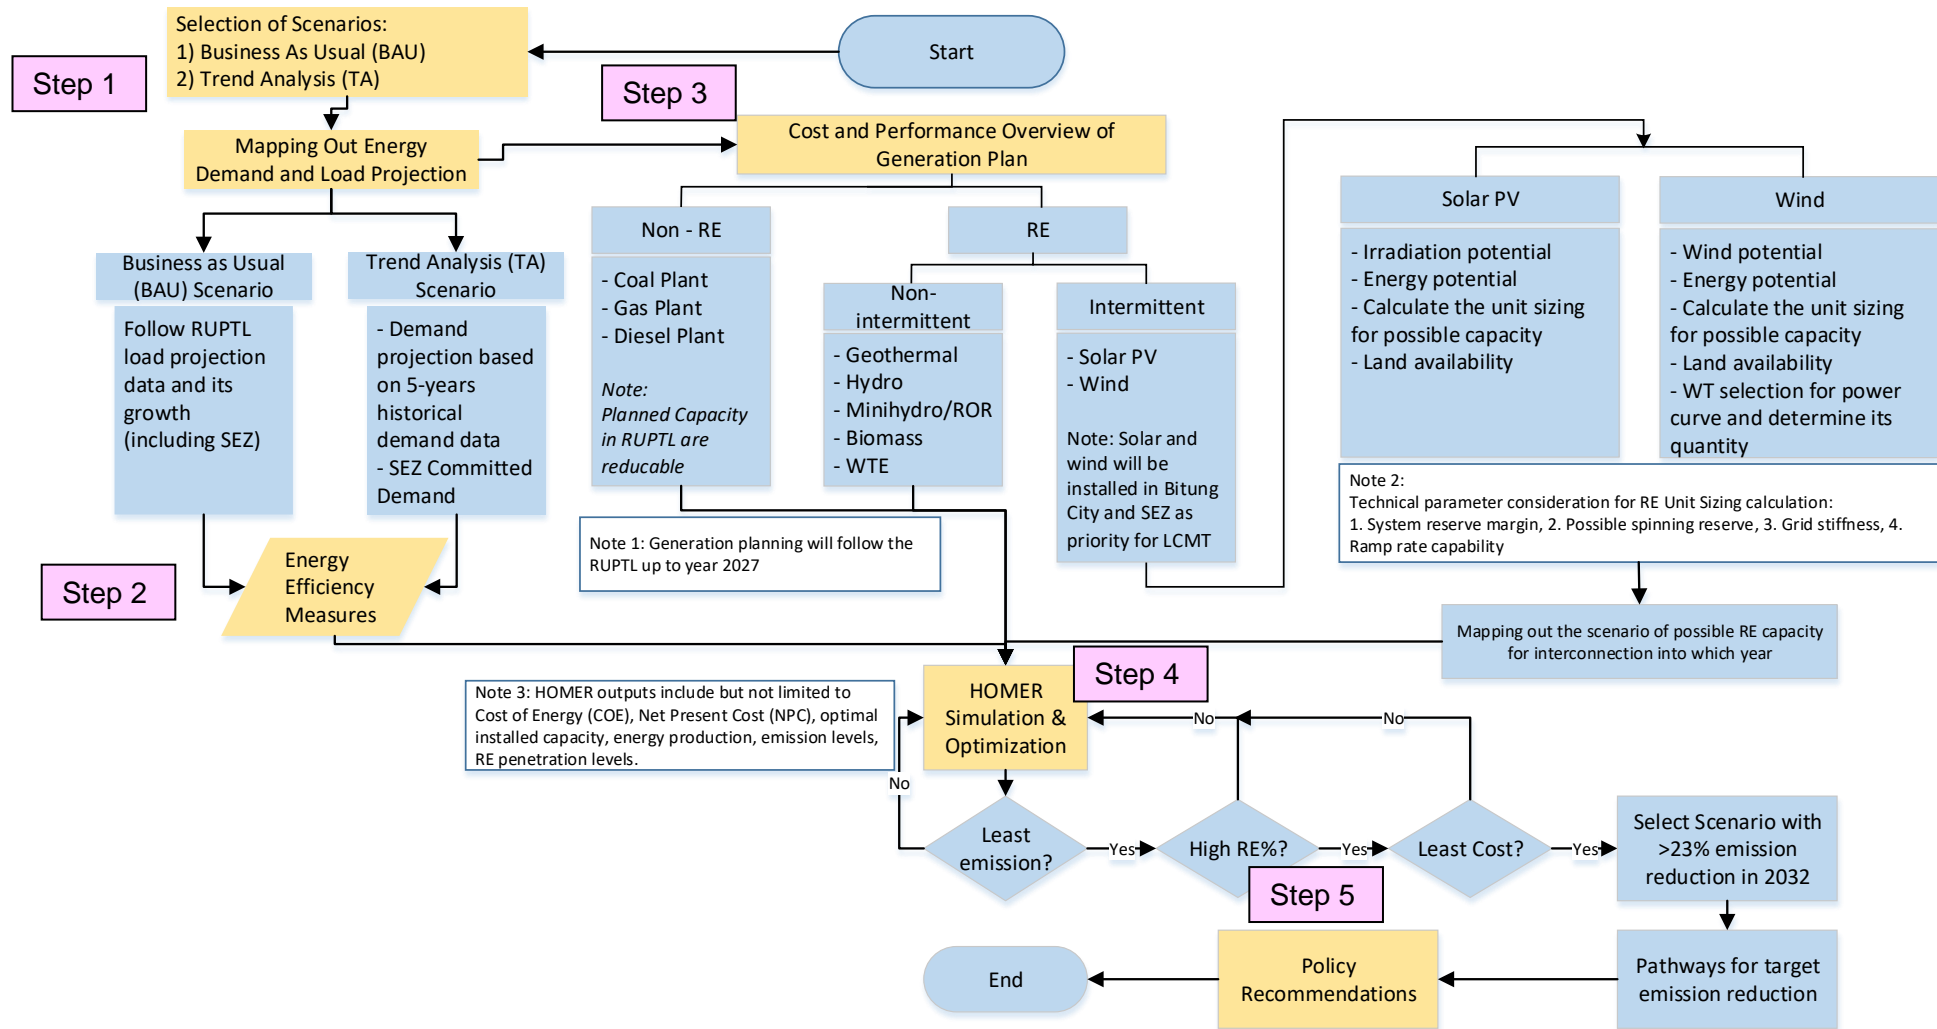 Selection of Scenarios:
1) Business As Usual (BAU)
2) Trend Analysis (TA)
Start
Step 1
Step 3
Mapping Out Energy
Demand and Load Projection
Cost and Performance Overview of
Generation Plan
Business as Usual
(BAU) Scenario
Follow RUPTL
load projection
data and its
growth
(including SEZ)
Trend Analysis (TA)
Scenario
- Demand
projection based
on 5-years
historical
demand data
- SEZ Committed
Demand
Non - RE
- Coal Plant
- Gas Plant
- Diesel Plant
Note:
Planned Capacity
in RUPTL are
reducable
RE
Non-
intermittent
- Geothermal
- Hydro
- Minihydro/ROR
- Biomass
- WTE
Intermittent
- Solar PV
- Wind
Note: Solar and
wind will be
installed in Bitung
City and SEZ as
priority for LCMT
Solar PV
- Irradiation potential
- Energy potential
- Calculate the unit sizing
for possible capacity
- Land availability
Wind
- Wind potential
- Energy potential
- Calculate the unit sizing
for possible capacity
- Land availability
- WT selection for power
curve and determine its
quantity
Note 2:
Technical parameter consideration for RE Unit Sizing calculation:
1. System reserve margin, 2. Possible spinning reserve, 3. Grid stiffness, 4.
Ramp rate capability
Note 1: Generation planning will follow the
RUPTL up to year 2027
Step 2
Energy
Efficiency
Measures
Mapping out the scenario of possible RE capacity
for interconnection into which year
Step 4
HOMER
Simulation &
Optimization
Note 3: HOMER outputs include but not limited to
Cost of Energy (COE), Net Present Cost (NPC), optimal
installed capacity, energy production, emission levels,
RE penetration levels.
No
No
No
Least
emission?
Yes
High RE%?
Yes
Least Cost?
Yes
Select Scenario with
>23% emission
reduction in 2032
Step 5
Pathways for target
emission reduction
Policy
Recommendations
End